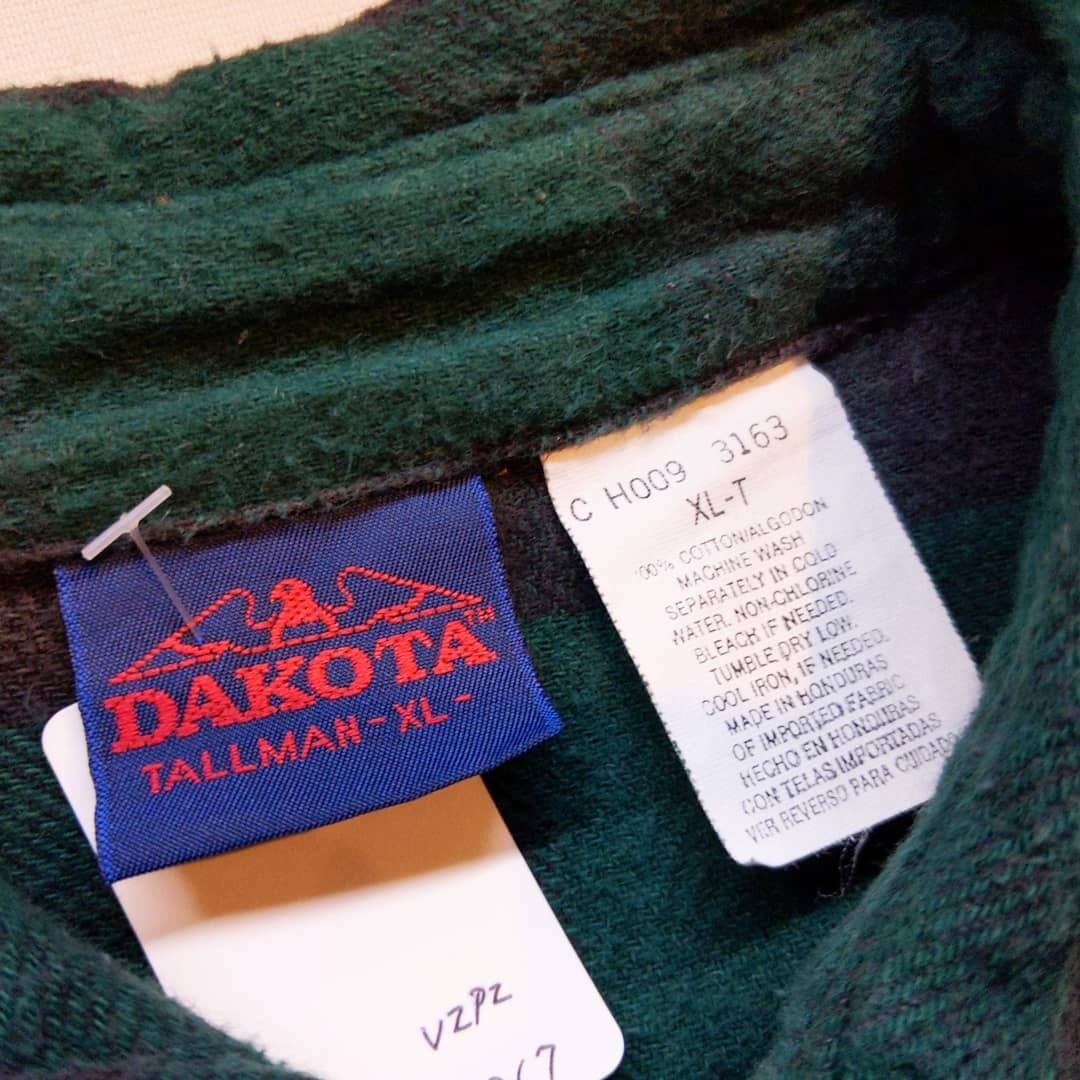 DAKOTA™
TALLMAN - XL -
C H009 3163
XL-T
100% COTTON/ALGODON
MACHINE WASH
SEPARATELY IN COLD
WATER. NON-CHLORINE
BLEACH IF NEEDED.
TUMBLE DRY LOW.
COOL IRON, IF NEEDED.
MADE IN HONDURAS
OF IMPORTED FABRIC
HECHO EN HONDURAS
CON TELAS IMPORTADAS
VER REVERSO PARA CUIDADO
VZPZ